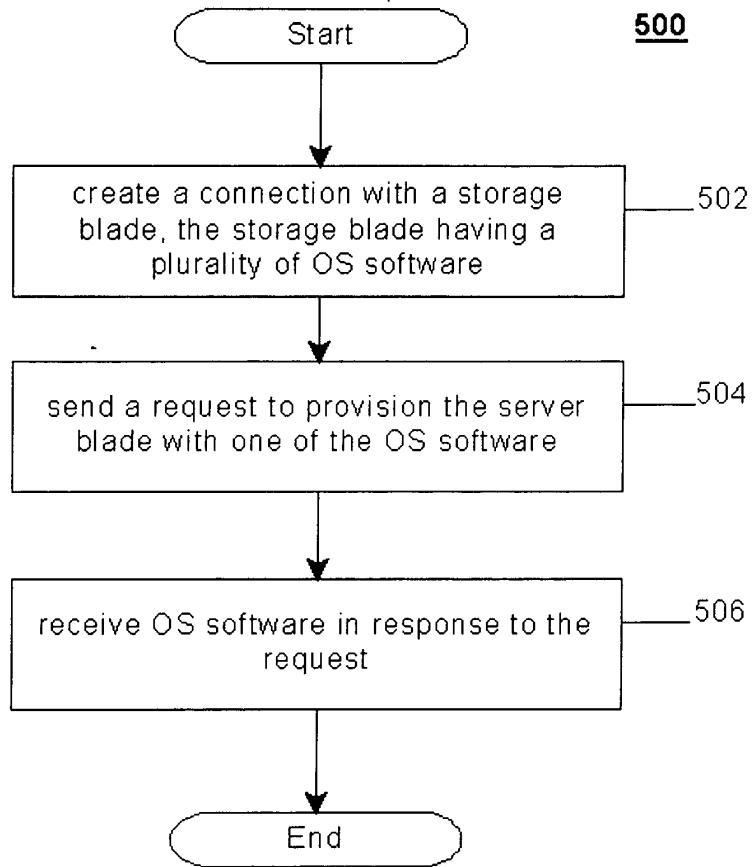 Start
500
create a connection with a storage
blade, the storage blade having a
plurality of OS software
502
send a request to provision the server
blade with one of the OS software
504
receive OS software in response to the
request
506
End